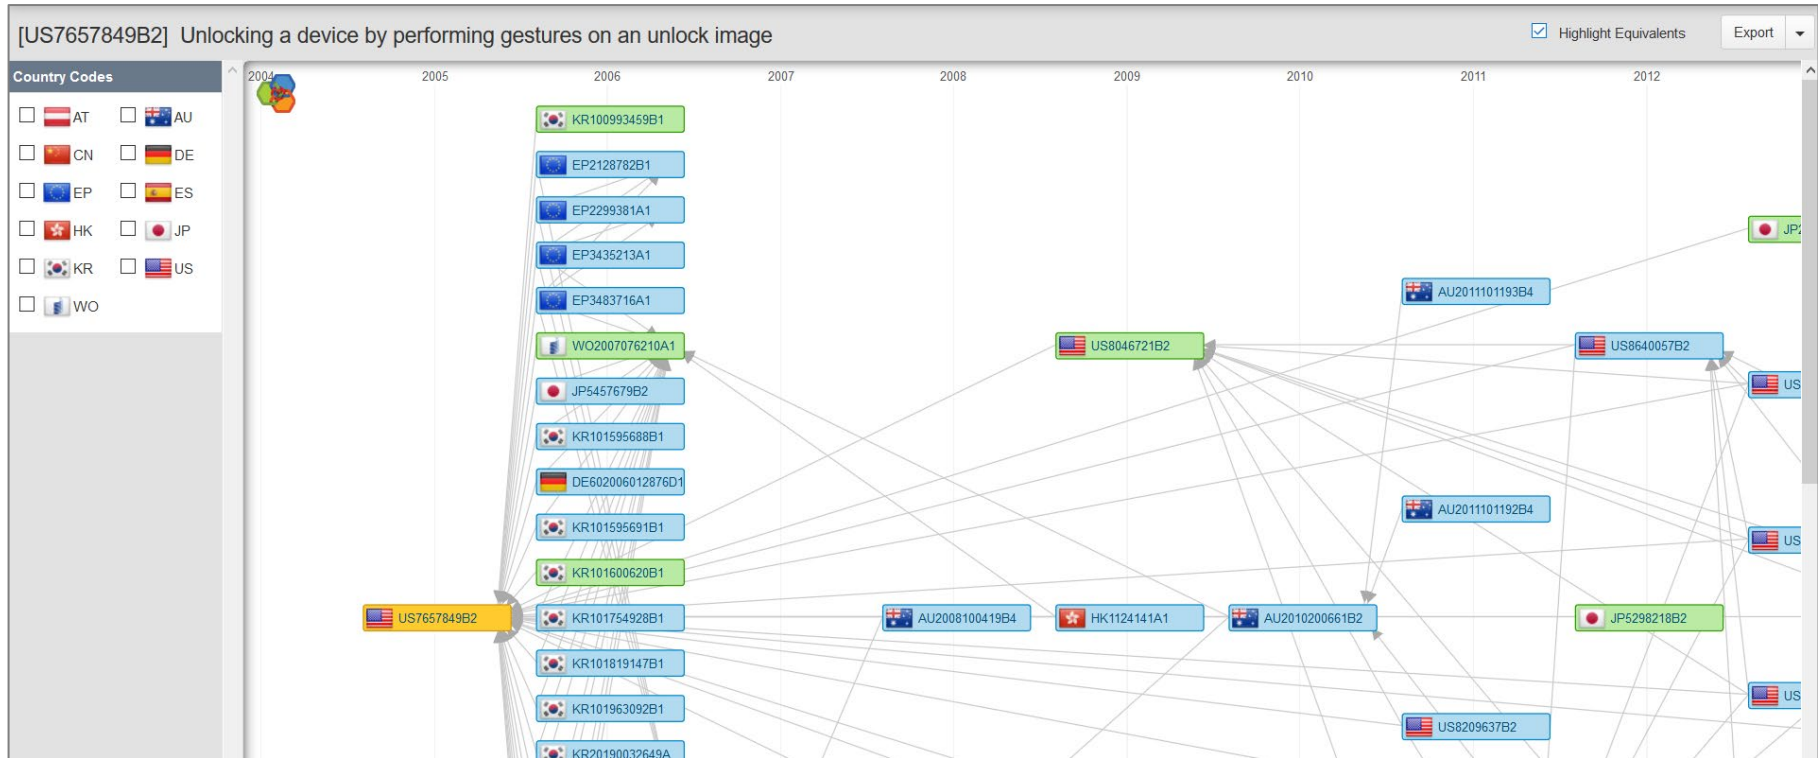 [US7657849B2] Unlocking a device by performing gestures on an unlock image
Highlight Equivalents
Export
Country Codes
AT
AU
CN
DE
EP
ES
HK
JP
KR
US
WO
2004
2005
2006
2007
2008
2009
2010
2011
2012
KR100993459B1
EP2128782B1
EP2299381A1
EP3435213A1
EP3483716A1
WO2007076210A1
JP5457679B2
KR101595688B1
DE602006012876D1
KR101595691B1
KR101600620B1
KR101754928B1
KR101819147B1
KR101963092B1
KR20190032649A
US7657849B2
AU2008100419B4
US8046721B2
HK1124141A1
AU2010200661B2
AU2011101193B4
AU2011101192B4
US8209637B2
US8640057B2
JP5298218B2
US
US
US